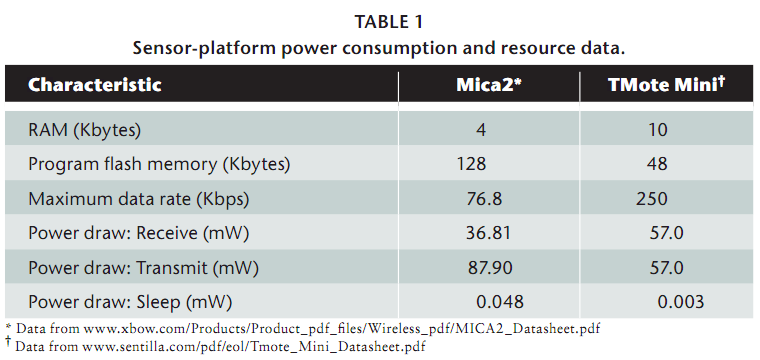 TABLE 1
Sensor-platform power consumption and resource data.
Characteristic Mica2* TMote Mini†
RAM (Kbytes) 4 10
Program flash memory (Kbytes) 128 48
Maximum data rate (Kbps) 76.8 250
Power draw: Receive (mW) 36.81 57.0
Power draw: Transmit (mW) 87.90 57.0
Power draw: Sleep (mW) 0.048 0.003
* Data from www.xbow.com/Products/Product_pdf_files/Wireless_pdf/MICA2_Datasheet.pdf
† Data from www.sentilla.com/pdf/eol/Tmote_Mini_Datasheet.pdf